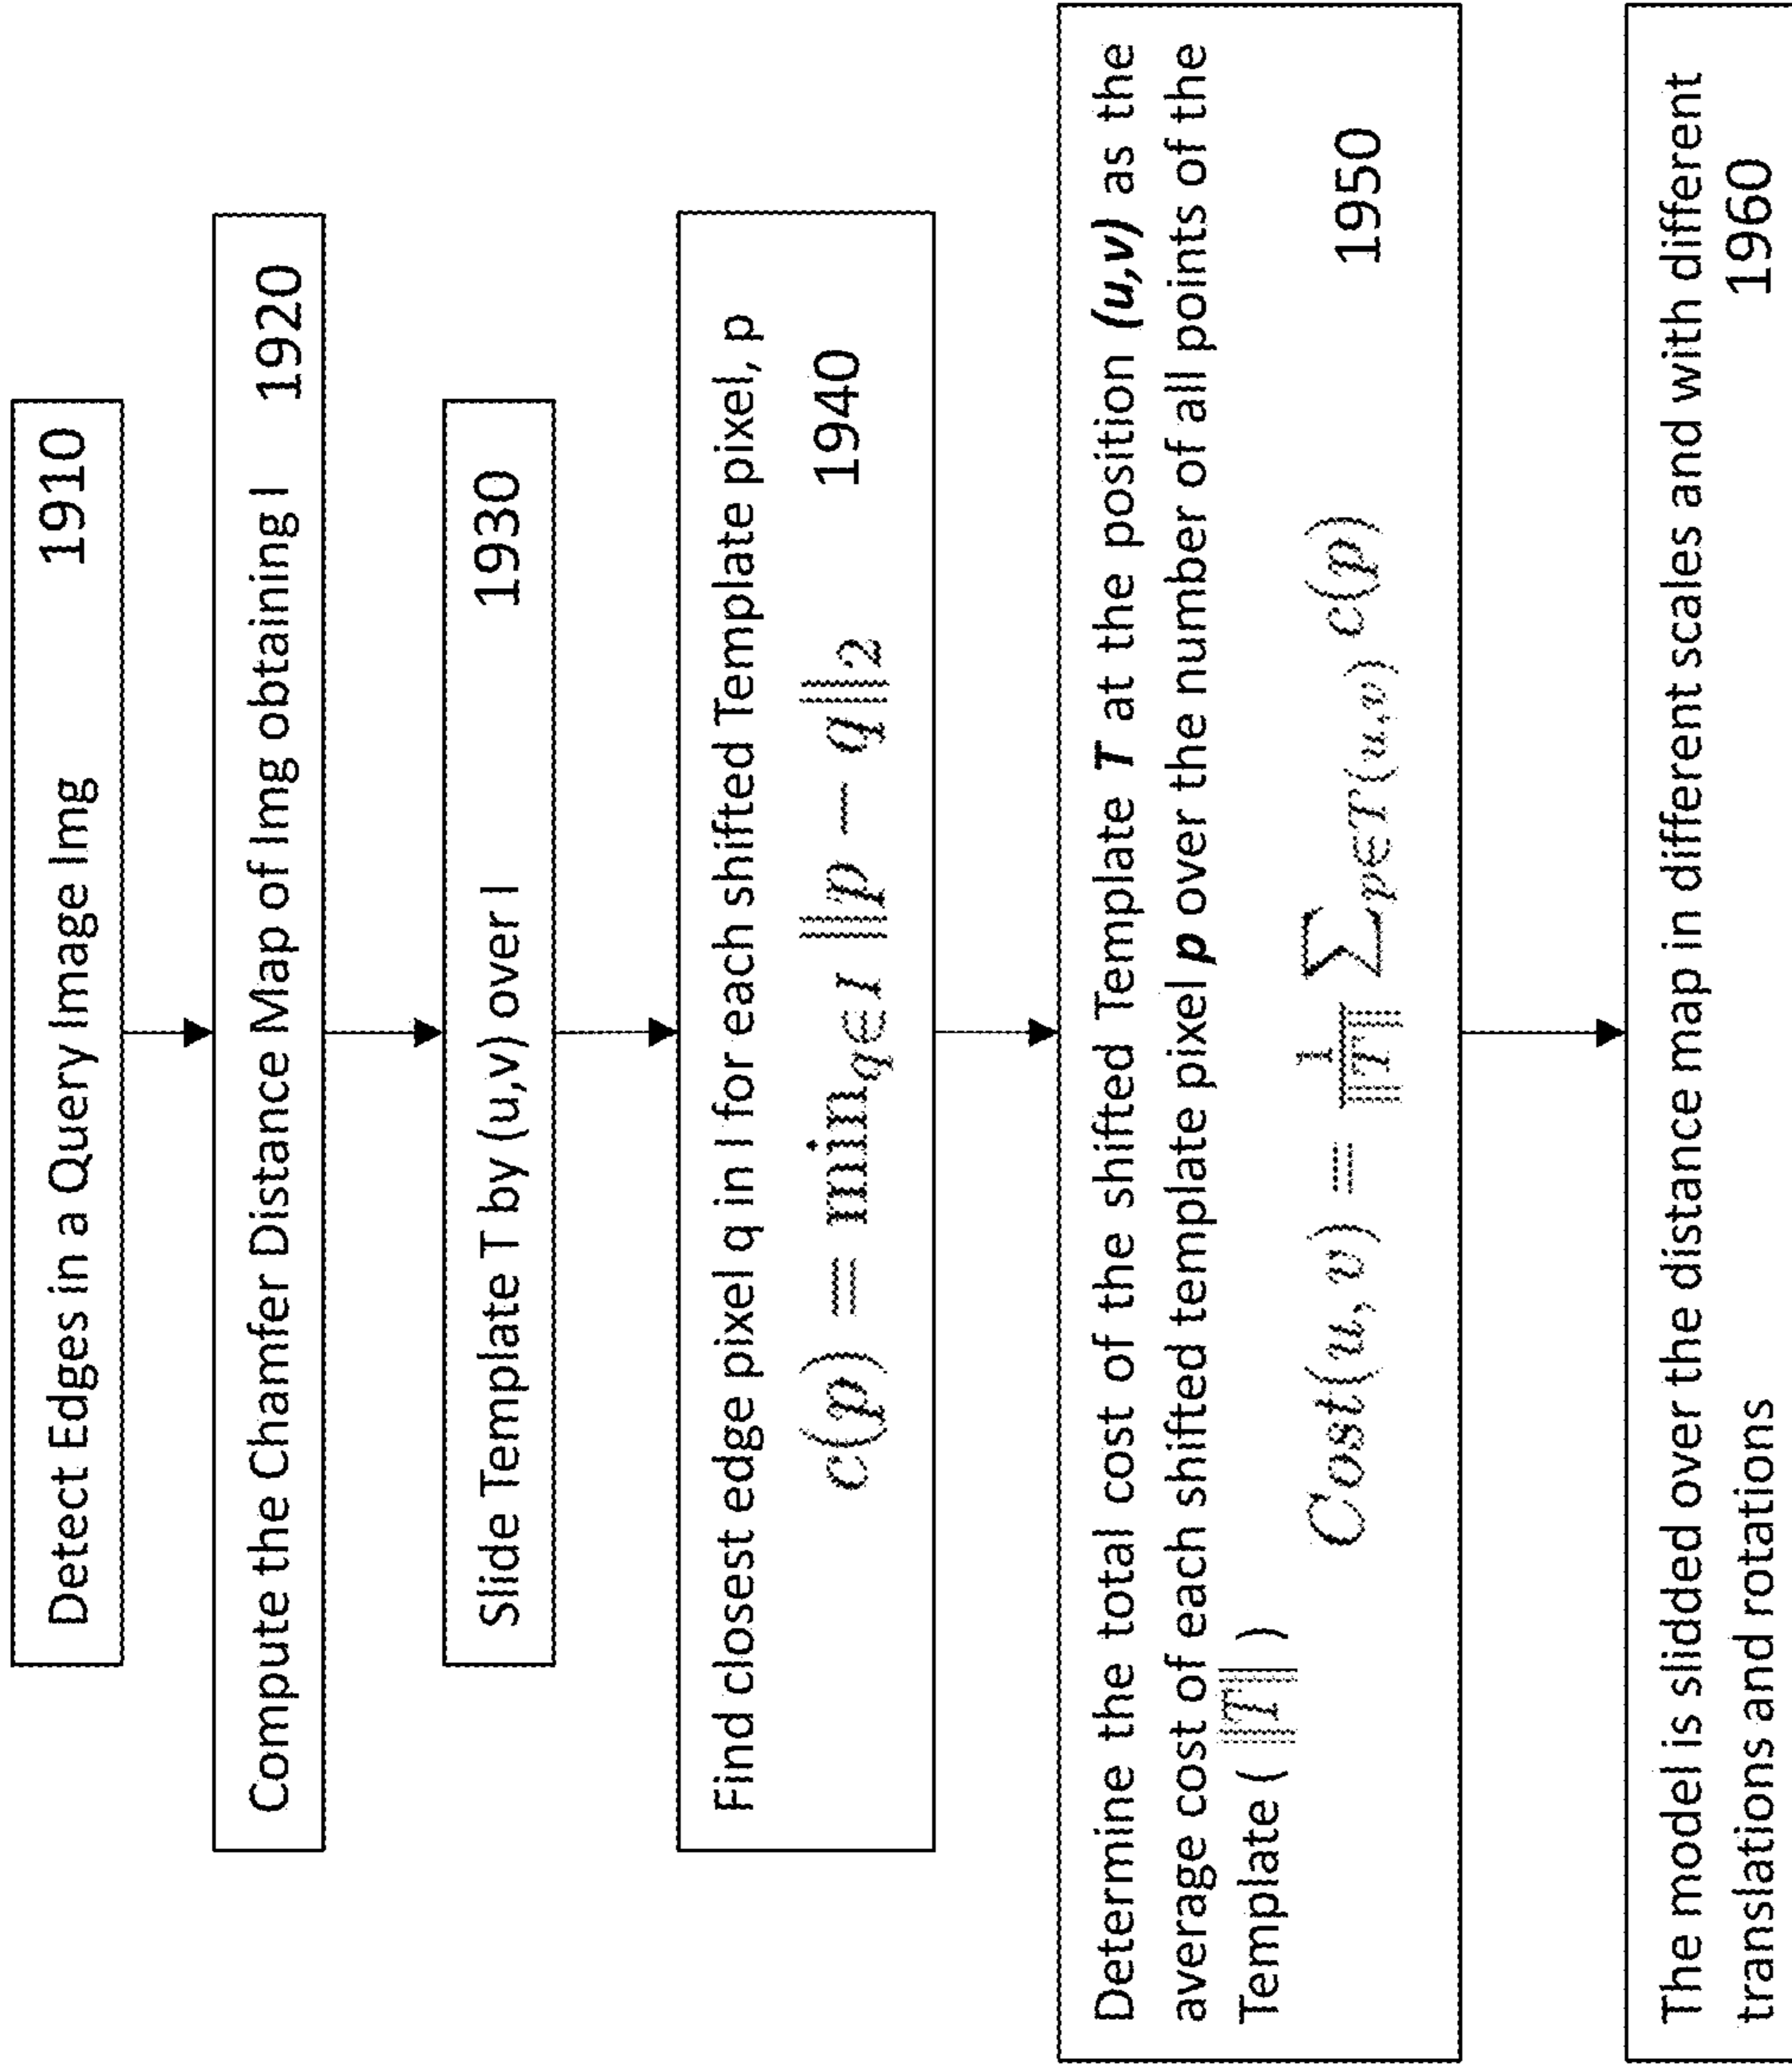 Detect Edges in a Query Image Img 1910
Compute the Chamfer Distance Map of Img obtaining I 1920
Slide Template T by (u,v) over I 1930
Find closest edge pixel q in I for each shifted Template pixel, p
c(p) = min_{q∈I} ||p − q||₂ 1940
Determine the total cost of the shifted Template T at the position (u,v) as the
average cost of each shifted template pixel p over the number of all points of the
Template ( ||T|| )
Cost(u, v) = 1/||T|| ∑_{p∈T(u,v)} c(p) 1950
The model is slidded over the distance map in different scales and with different
translations and rotations 1960